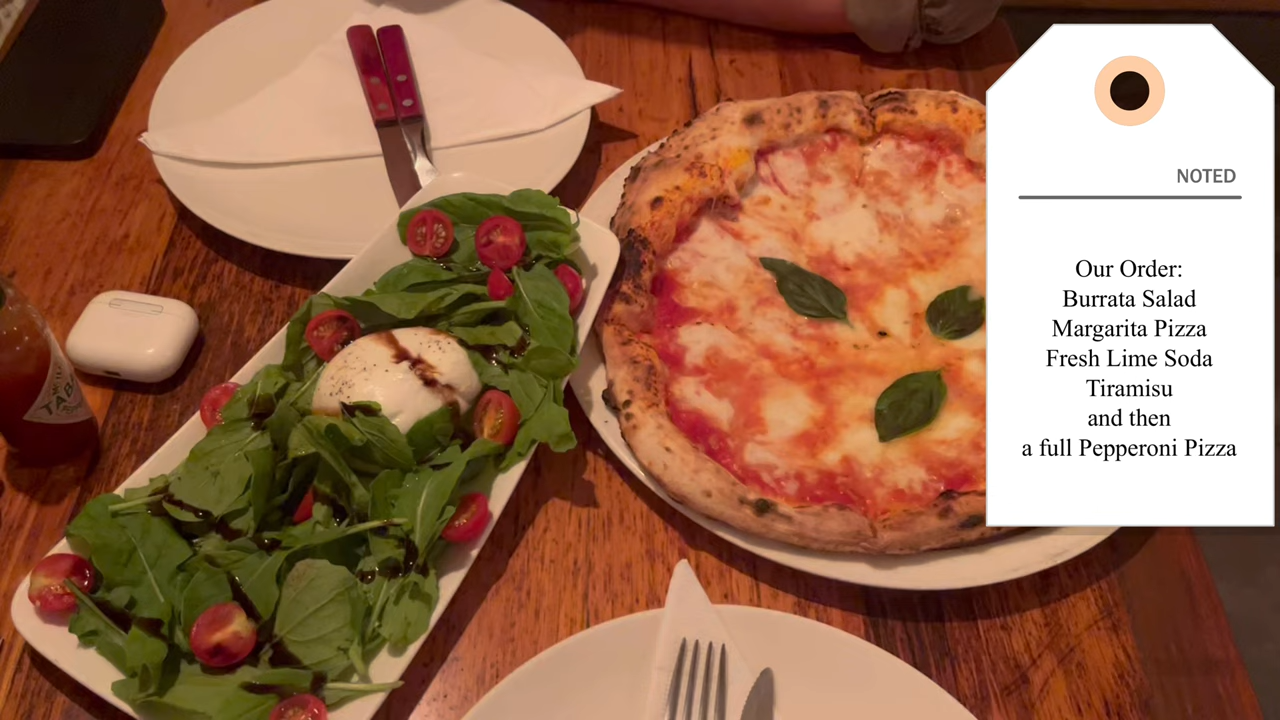 NOTED
Our Order:
Burrata Salad
Margarita Pizza
Fresh Lime Soda
Tiramisu
and then
a full Pepperoni Pizza